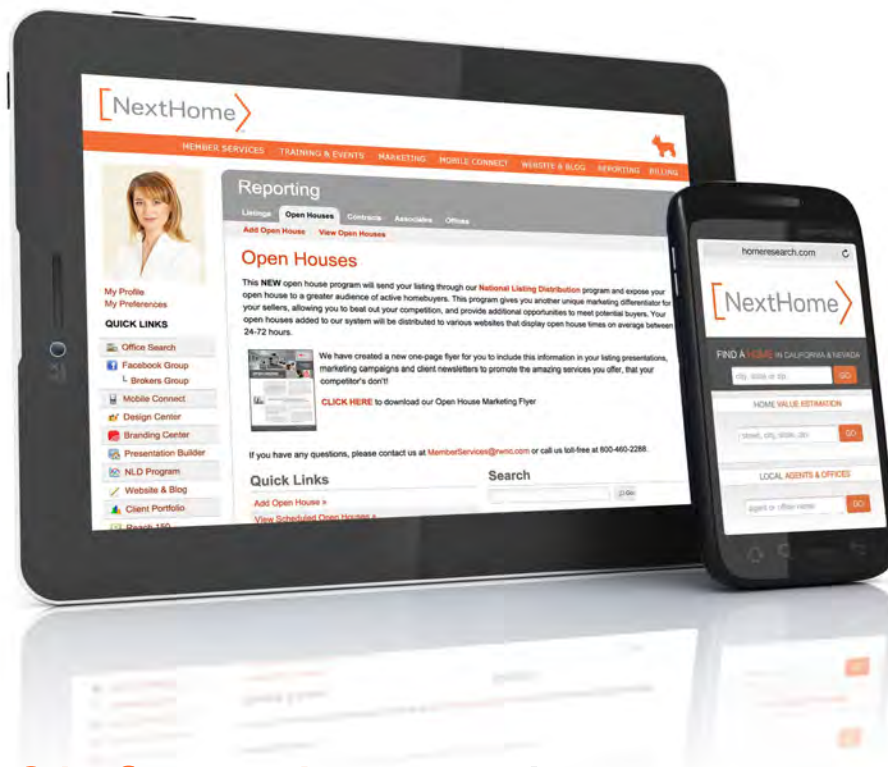 [NextHome>
MEMBER SERVICES TRAINING & EVENTS MARKETING MOBILE CONNECT WEBSITE & BLOG REPORTING BILLING
Reporting
Listings Open Houses Contracts Associates Offices
Add Open House View Open Houses
Open Houses
This NEW open house program will send your listing through our National Listing Distribution program and expose your
open house to a greater audience of active homebuyers. This program gives you another unique marketing differentiator for
your sellers, allowing you to beat out your competition, and provide additional opportunities to meet potential buyers. Your
open houses added to our system will be distributed to various websites that display open house times on average between
24-72 hours.
We have created a new one-page flyer for you to include this information in your listing presentations,
marketing campaigns and client newsletters to promote the amazing services you offer, that your
competitor's don't!
CLICK HERE to download our Open House Marketing Flyer
If you have any questions, please contact us at MemberServices@rwnc.com or call us toll-free at 800-460-2288.
Quick Links
Add Open House »
View Scheduled Open Houses »
Search
GO
My Profile
My Preferences
QUICK LINKS
Office Search
Facebook Group
Brokers Group
Mobile Connect
Design Center
Branding Center
Presentation Builder
NLD Program
Website & Blog
Client Portfolio
Reach 150
homeresearch.com
[NextHome>
FIND A HOME IN CALIFORNIA & NEVADA
city, state or zip
GO
HOME VALUE ESTIMATION
street, city, state, zip
GO
LOCAL AGENTS & OFFICES
agent or office name
GO